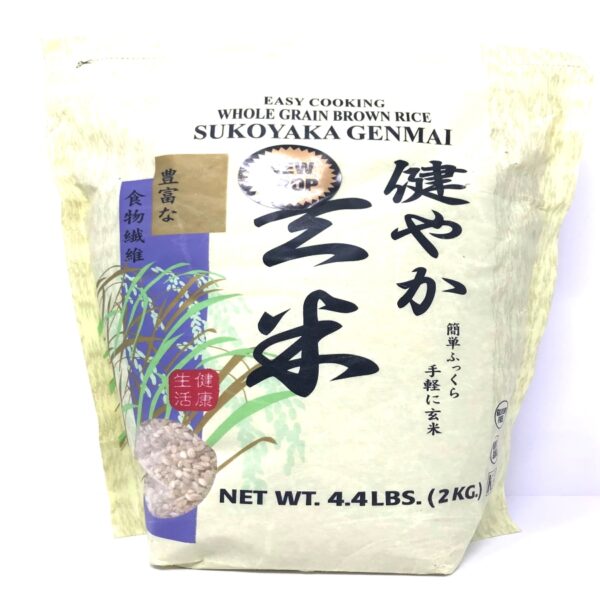 EASY COOKING
WHOLE GRAIN BROWN RICE
SUKOYAKA GENMAI
NEW
CROP
健やか
玄米
豊富な
食物繊維
簡単ふっくら
手軽に玄米
健康
生活
NET WT. 4.4 LBS. (2 KG.)